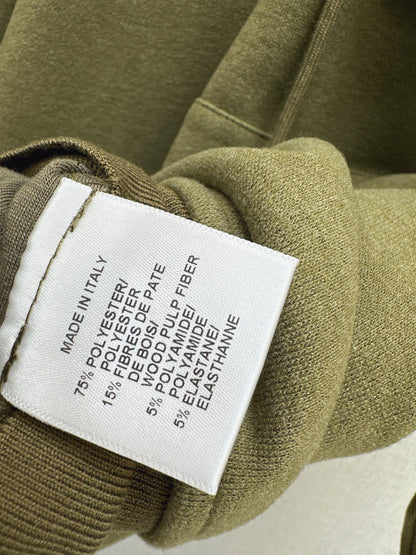 MADE IN ITALY
75% POLYESTER/
POLYESTER
15% FIBRES DE PATE
DE BOIS/
WOOD PULP FIBER
5% POLYAMIDE/
POLYAMIDE
5% ELASTANE/
ELASTHANNE